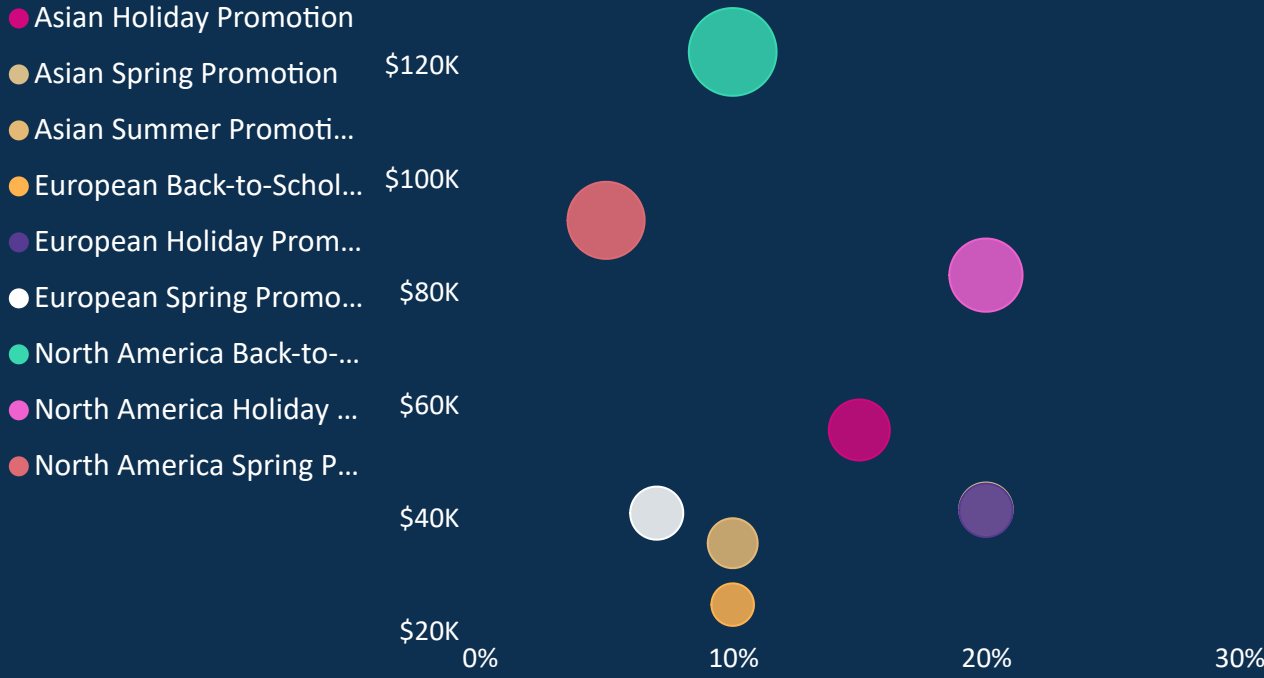 Asian Holiday Promotion
Asian Spring Promotion
Asian Summer Promoti...
European Back-to-Schol...
European Holiday Prom...
European Spring Promo...
North America Back-to-...
North America Holiday ...
North America Spring P...
$120K
$100K
$80K
$60K
$40K
$20K
0% 10% 20% 30%